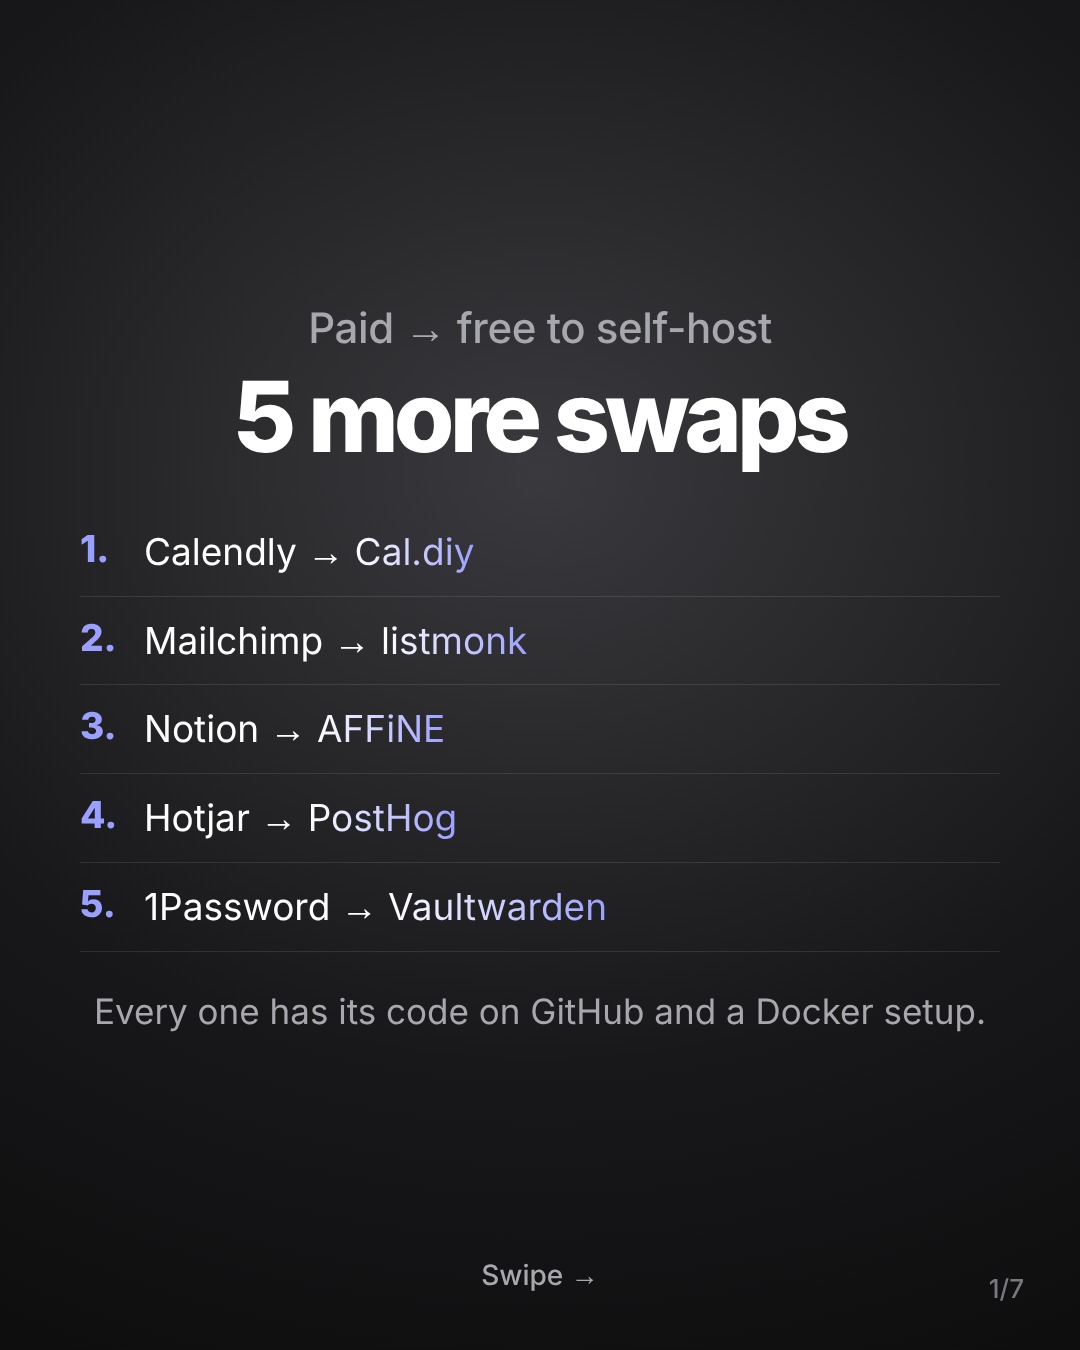 Paid → free to self-host
5 more swaps
1. Calendly → Cal.diy
2. Mailchimp → listmonk
3. Notion → AFFiNE
4. Hotjar → PostHog
5. 1Password → Vaultwarden
Every one has its code on GitHub and a Docker setup.
Swipe →
1/7